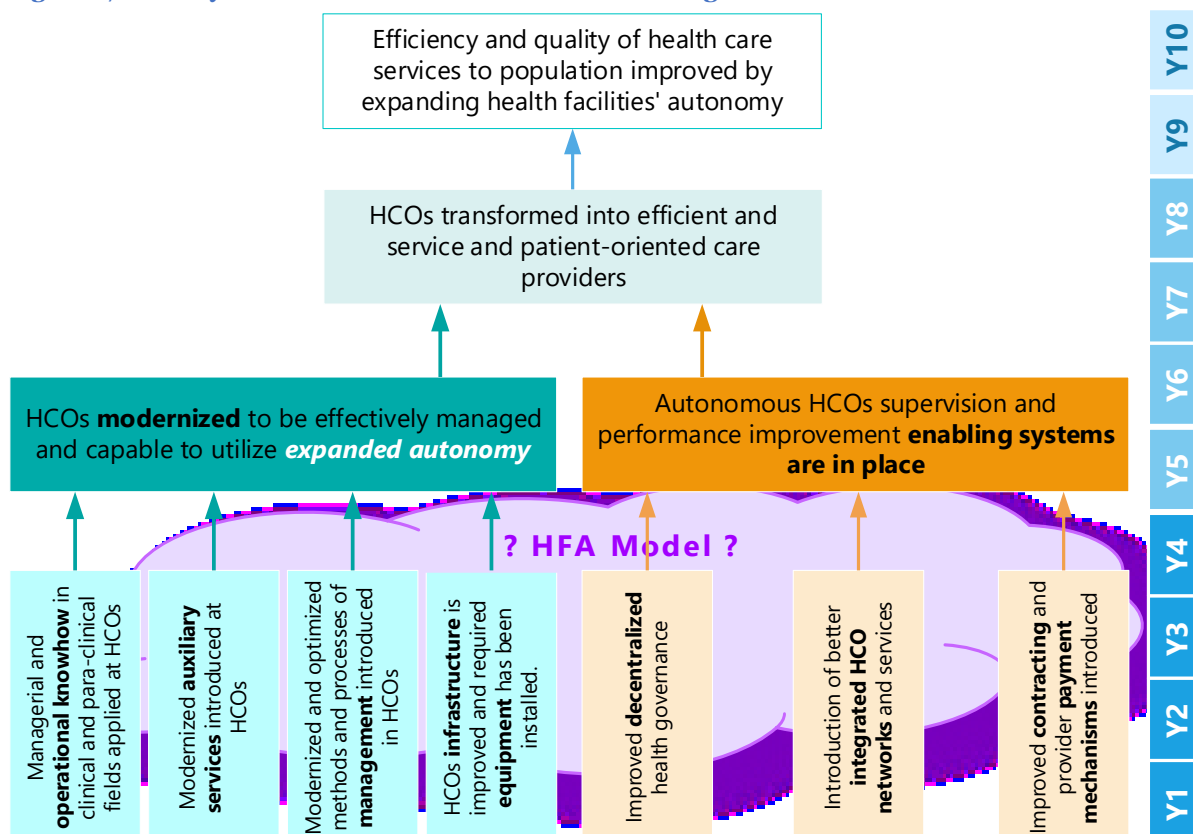 Efficiency and quality of health care
services to population improved by
expanding health facilities' autonomy
HCOs transformed into efficient and
service and patient-oriented care
providers
HCOs modernized to be effectively managed
and capable to utilize expanded autonomy
Autonomous HCOs supervision and
performance improvement enabling systems
are in place
? HFA Model ?
Managerial and
operational knowhow in
clinical and para-clinical
fields applied at HCOs
Modernized auxiliary
services introduced at
HCOs
Modernized and optimized
methods and processes of
management introduced
in HCOs
HCOs infrastructure is
improved and required
equipment has been
installed.
Improved decentralized
health governance
Introduction of better
integrated HCO
networks and services
Improved contracting and
provider payment
mechanisms introduced
Y10
Y9
Y8
Y7
Y6
Y5
Y4
Y3
Y2
Y1